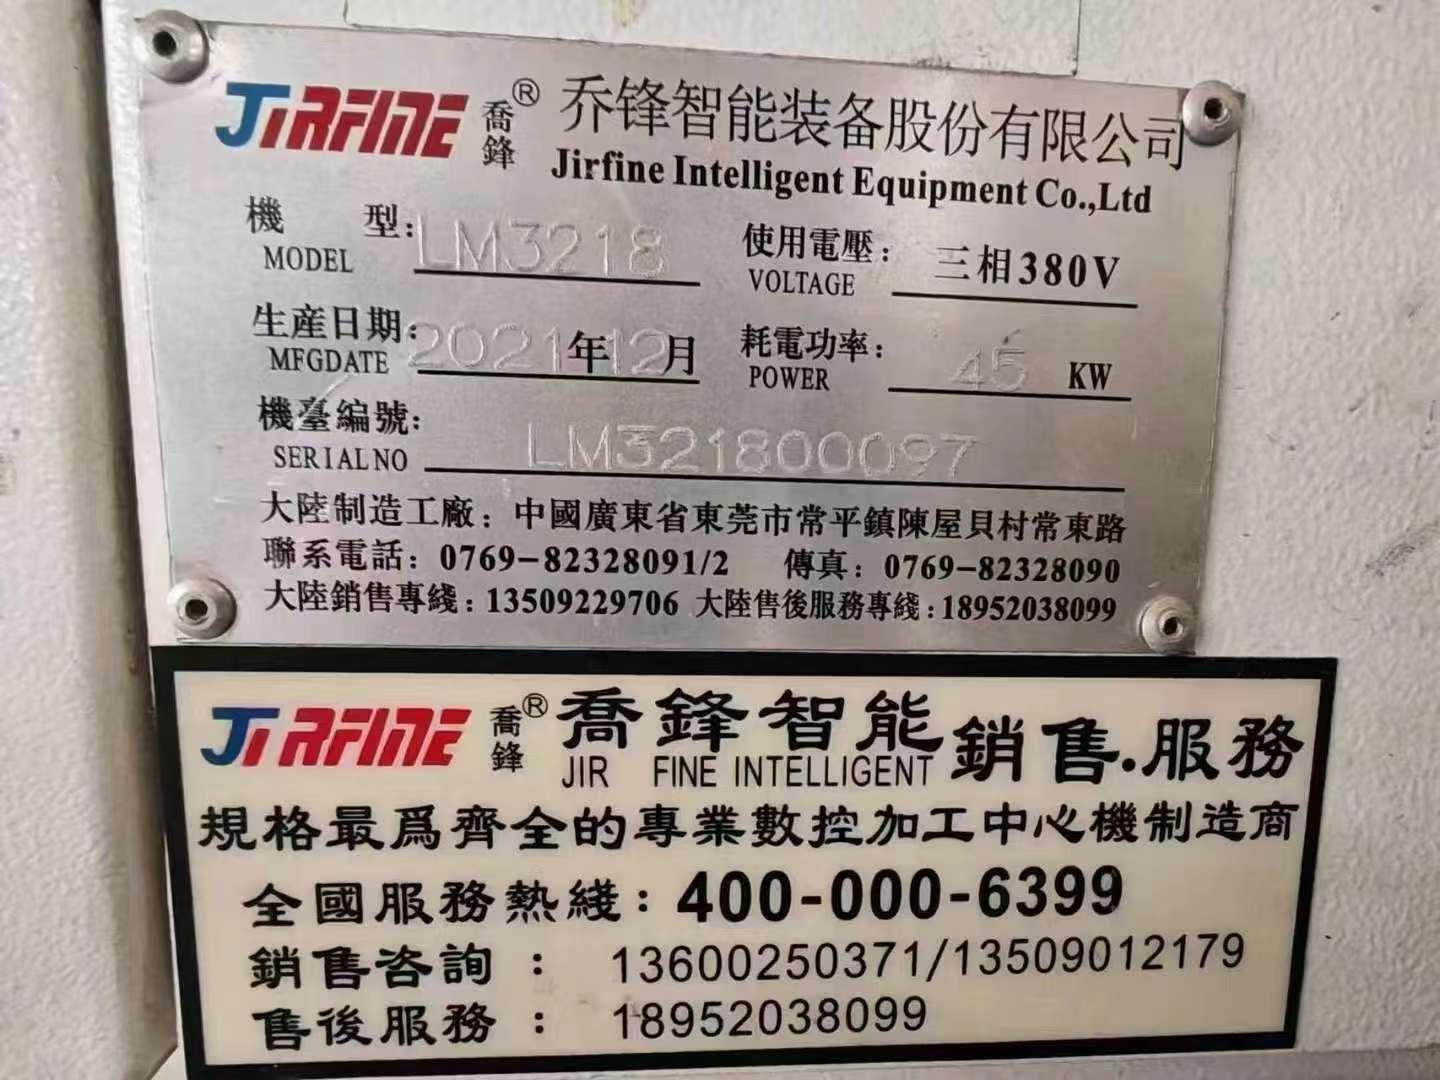 JIRFINE 喬鋒® 乔锋智能装备股份有限公司
Jirfine Intelligent Equipment Co.,Ltd
機 型: LM3218 使用電壓: 三相380V
MODEL VOLTAGE
生産日期: 2021年12月 耗電功率: 45 KW
MFGDATE POWER
機臺編號: LM321800097
SERIALNO
大陸制造工廠: 中國廣東省東莞市常平鎮陳屋貝村常東路
聯系電話: 0769-82328091/2 傳真: 0769-82328090
大陸銷售專綫: 13509229706 大陸售後服務專綫: 18952038099
JIRFINE 喬鋒® 喬鋒智能 銷售.服務
JIR FINE INTELLIGENT
規格最爲齊全的專業數控加工中心機制造商
全國服務熱綫: 400-000-6399
銷售咨詢: 13600250371/13509012179
售後服務: 18952038099